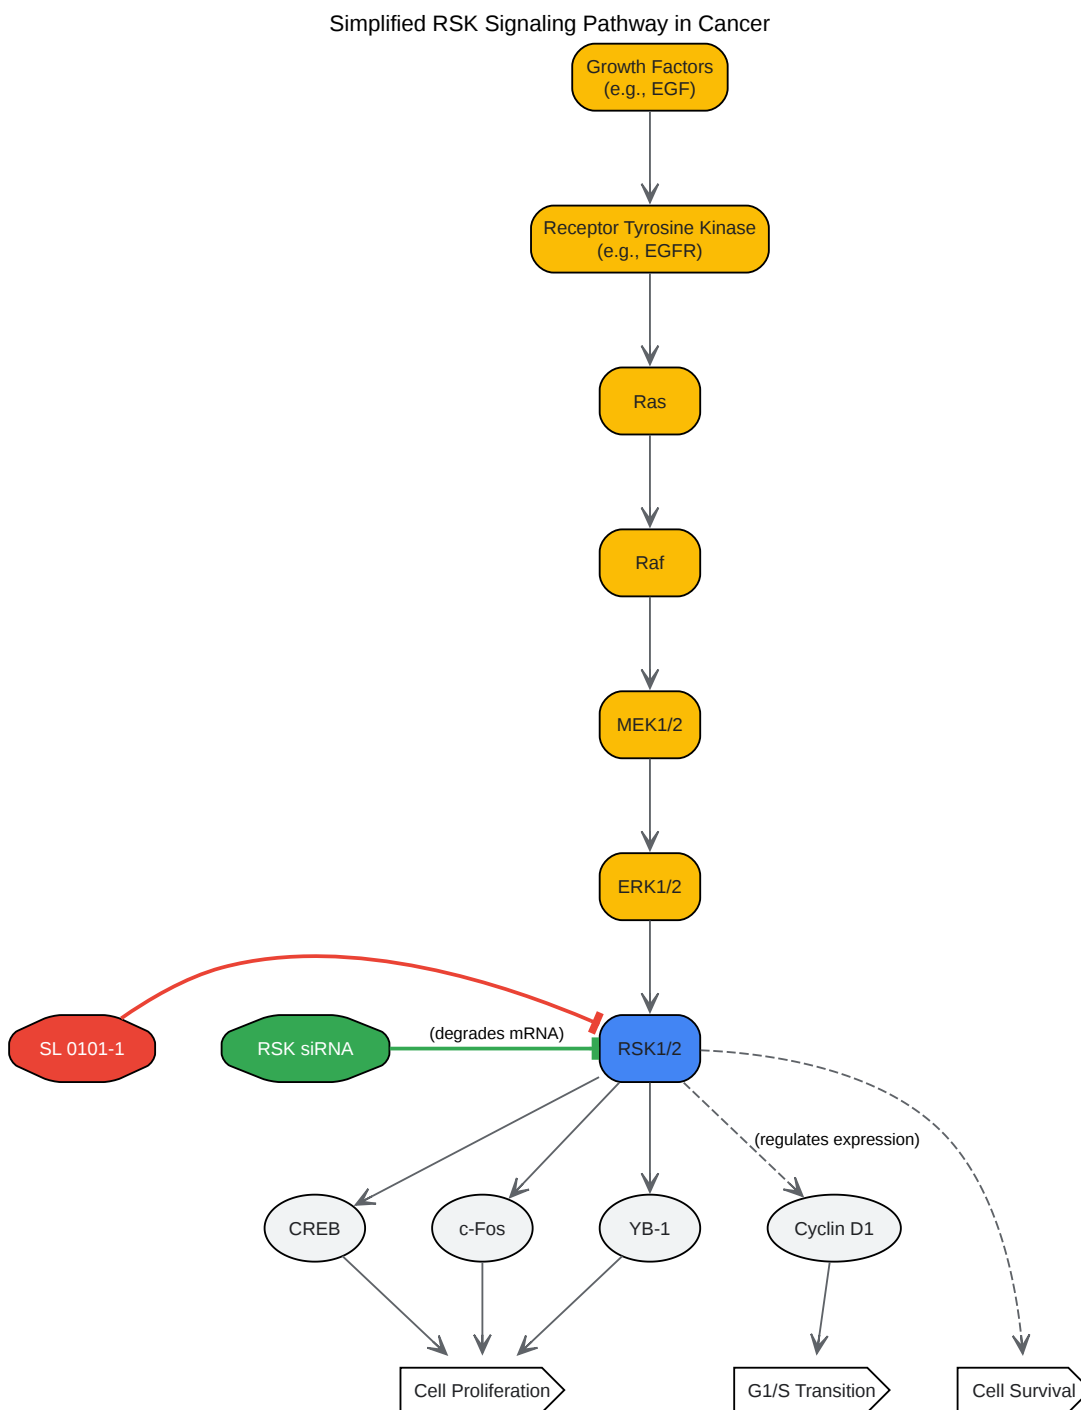 Simplified RSK Signaling Pathway in Cancer
Growth Factors
(e.g., EGF)
Receptor Tyrosine Kinase
(e.g., EGFR)
Ras
Raf
MEK1/2
ERK1/2
(degrades mRNA)
SL 0101-1
RSK siRNA
RSK1/2
(regulates expression)
CREB
c-Fos
YB-1
Cyclin D1
Cell Proliferation
G1/S Transition
Cell Survival